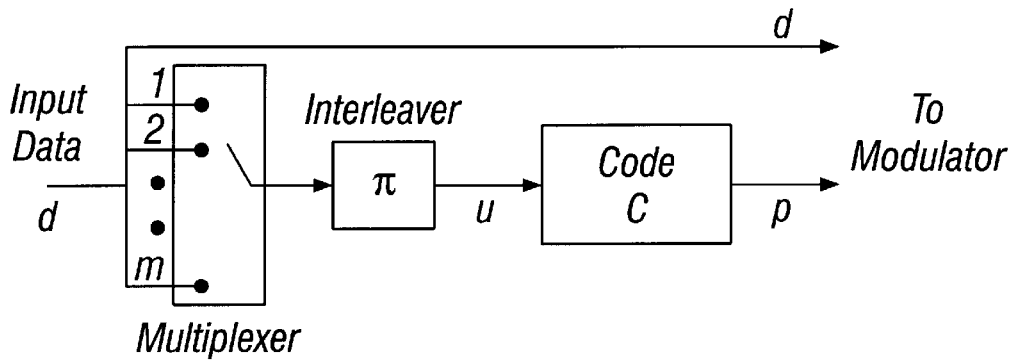 d
1
Input
Data
2
Interleaver
To
Modulator
Code
C
π
d
u
p
m
Multiplexer